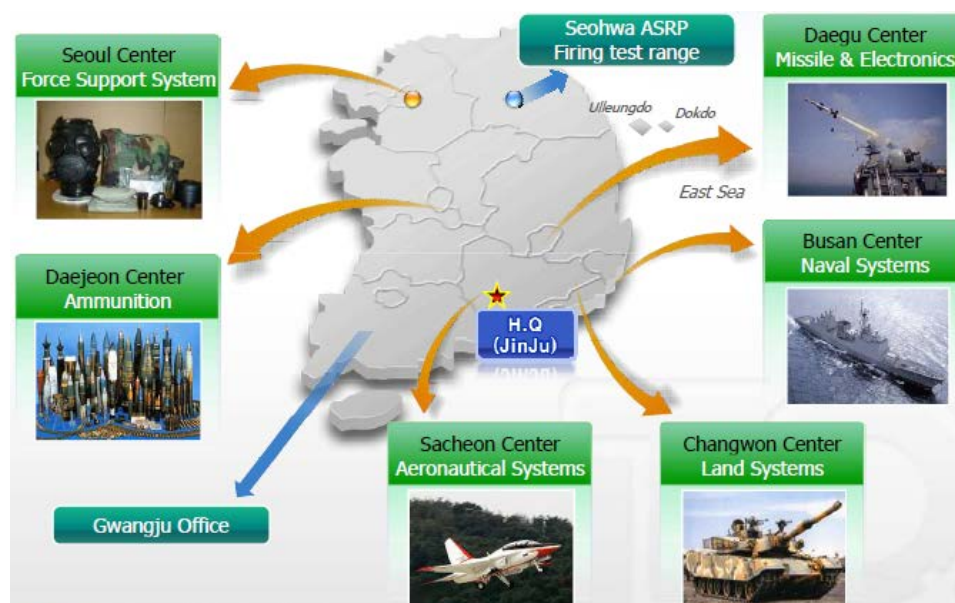 Seoul Center
Force Support System
Seohwa ASRP
Firing test range
Daegu Center
Missile & Electronics
Ulleungdo
Dokdo
East Sea
Daejeon Center
Ammunition
Busan Center
Naval Systems
H.Q
(JinJu)
Sacheon Center
Aeronautical Systems
Changwon Center
Land Systems
Gwangju Office